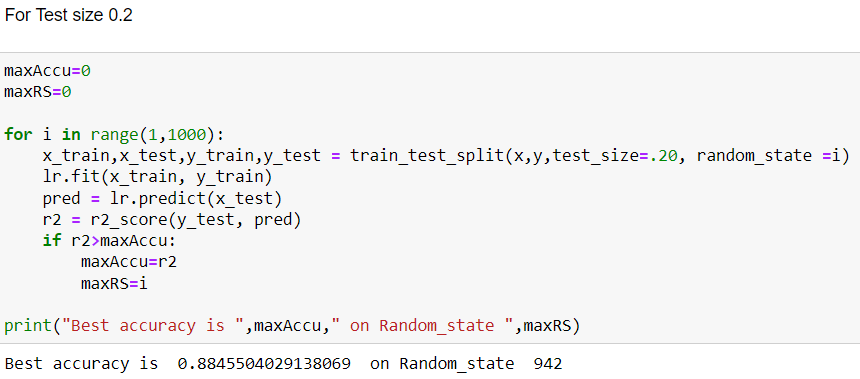 For Test size 0.2
maxAccu=0
maxRS=0
for i in range(1,1000):
    x_train,x_test,y_train,y_test = train_test_split(x,y,test_size=.20, random_state =i)
    lr.fit(x_train, y_train)
    pred = lr.predict(x_test)
    r2 = r2_score(y_test, pred)
    if r2>maxAccu:
        maxAccu=r2
        maxRS=i
print("Best accuracy is ",maxAccu," on Random_state ",maxRS)
Best accuracy is  0.8845504029138069  on Random_state  942